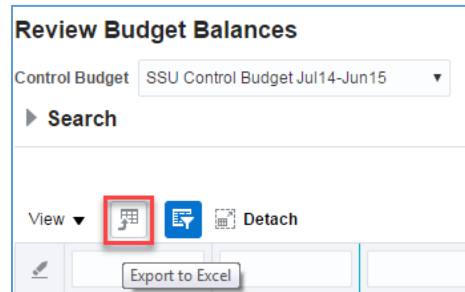 Review Budget Balances
Control Budget SSU Control Budget Jul14-Jun15
Search
View Detach
Export to Excel